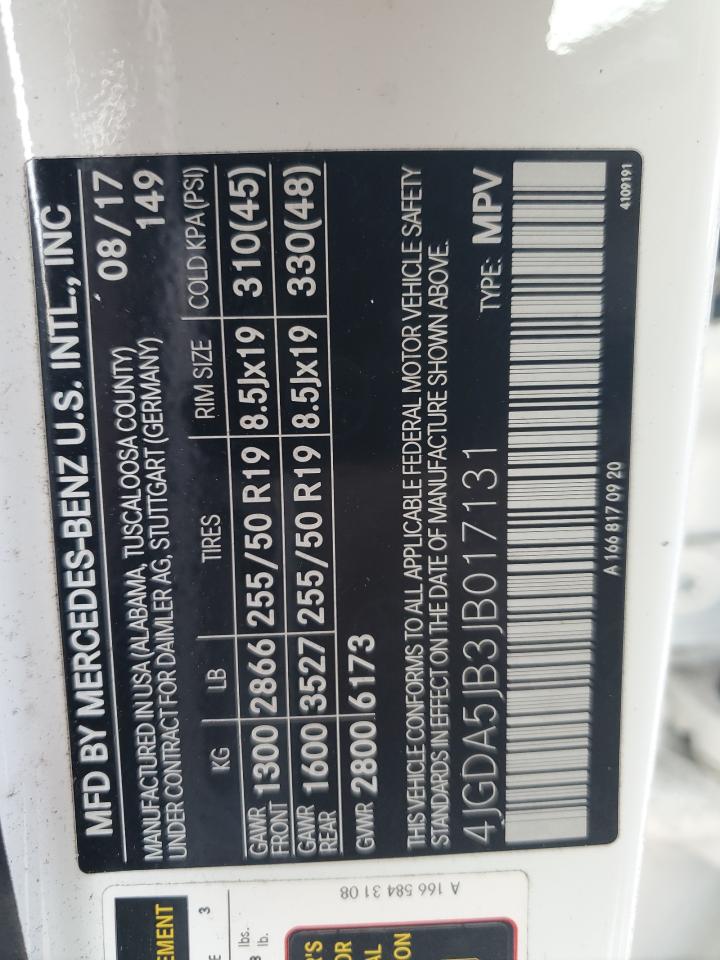 MFD BY MERCEDES-BENZ U.S. INTL., INC
08/17
MANUFACTURED IN USA (ALABAMA, TUSCALOOSA COUNTY)
UNDER CONTRACT FOR DAIMLER AG, STUTTGART (GERMANY) 149
KG LB TIRES RIM SIZE COLD KPA (PSI)
GAWR FRONT 1300 2866 255/50 R19 8.5Jx19 310(45)
GAWR REAR 1600 3527 255/50 R19 8.5Jx19 330(48)
GVWR 2800 6173
THIS VEHICLE CONFORMS TO ALL APPLICABLE FEDERAL MOTOR VEHICLE SAFETY
STANDARDS IN EFFECT ON THE DATE OF MANUFACTURE SHOWN ABOVE.
4JGDA5JB3JB017131 TYPE: MPV
A 166 817 09 20
4109191
A 166 584 31 08
EMENT
3
lbs.
lb.